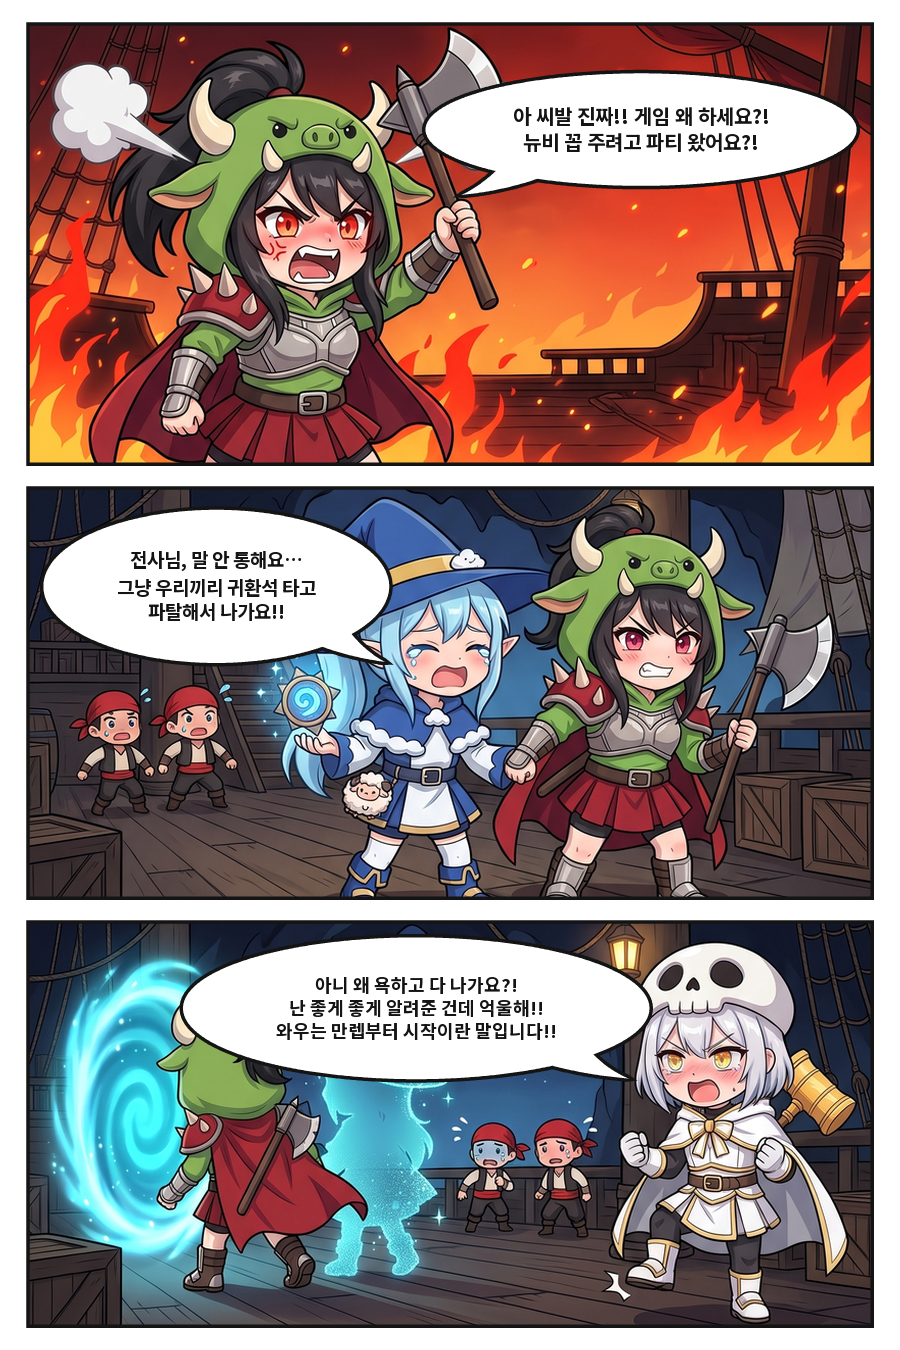 아 씨발 진짜!! 게임 왜 하세요?!
뉴비 꼽 주려고 파티 왔어요?!
전사님, 말 안 통해요…
그냥 우리끼리 귀환석 타고
파탈해서 나가요!!
아니 왜 욕하고 다 나가요?!
난 좋게 좋게 알려준 건데 억울해!!
와우는 만렙부터 시작이란 말입니다!!